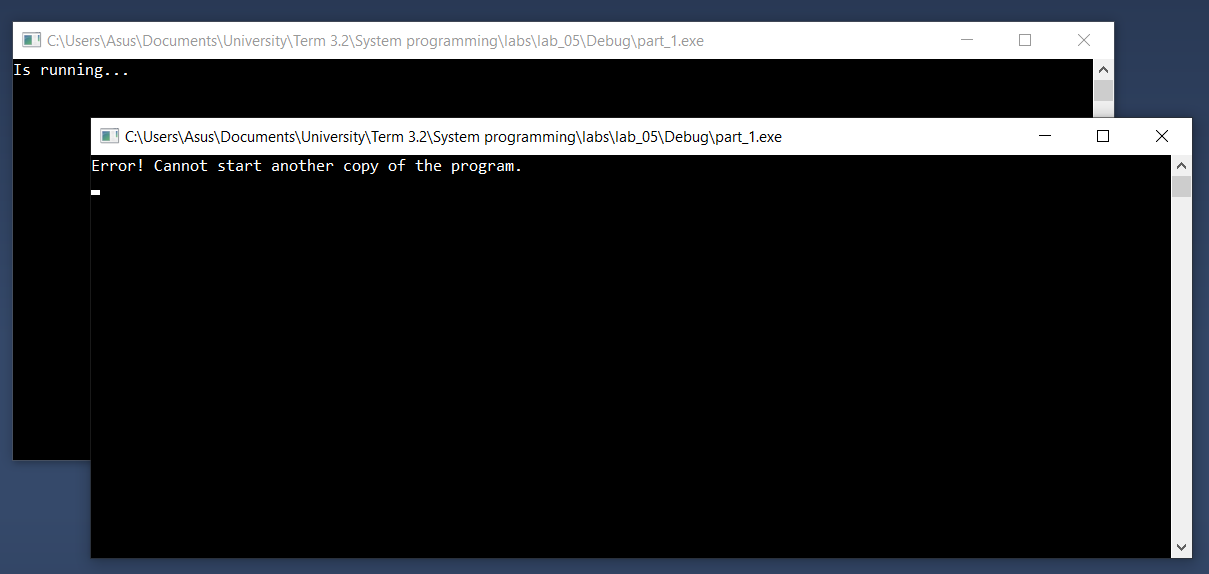 C:\Users\Asus\Documents\University\Term 3.2\System programming\labs\lab_05\Debug\part_1.exe
Is running...
C:\Users\Asus\Documents\University\Term 3.2\System programming\labs\lab_05\Debug\part_1.exe
Error! Cannot start another copy of the program.